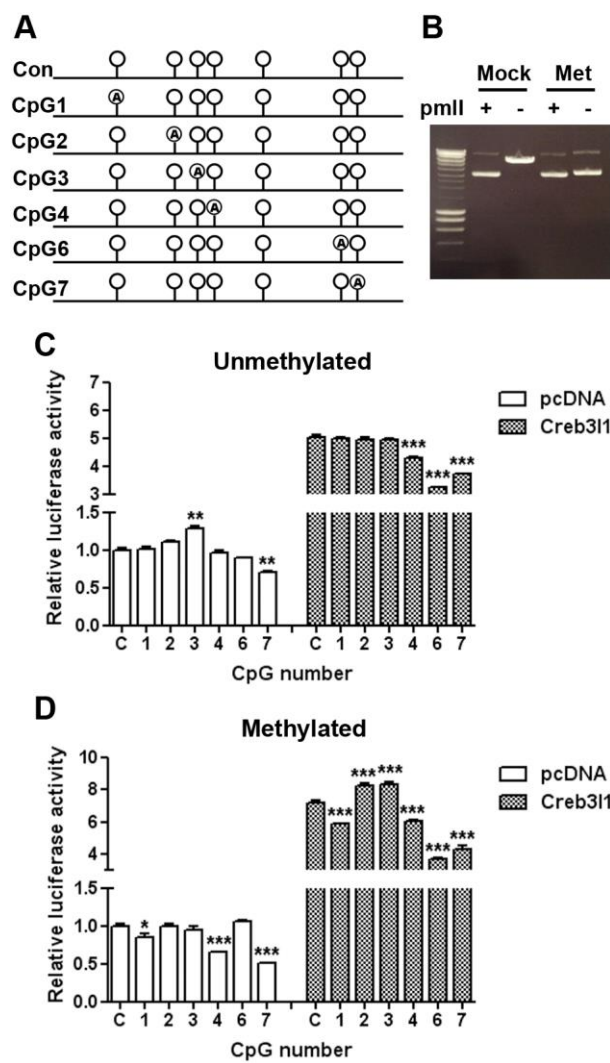 A
Con
CpG1 A
CpG2 A
CpG3 A
CpG4 A
CpG6 A
CpG7 A
B
Mock Met
pmlI + - + -
C
Unmethylated
Relative luciferase activity
7
6
5
4
3
1.5
1.0
0.5
0.0
** ** *** *** ***
C 1 2 3 4 6 7 C 1 2 3 4 6 7
CpG number
pcDNA
Creb3l1
D
Methylated
Relative luciferase activity
10
8
6
4
1.5
1.0
0.5
0.0
* *** *** *** *** *** *** *** ***
C 1 2 3 4 6 7 C 1 2 3 4 6 7
CpG number
pcDNA
Creb3l1